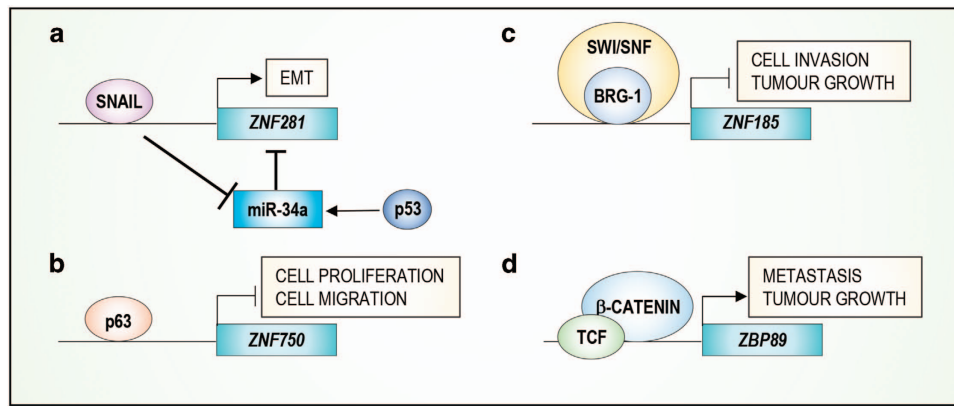 a
SNAIL
EMT
ZNF281
miR-34a
p53
b
p63
CELL PROLIFERATION
CELL MIGRATION
ZNF750
c
SWI/SNF
BRG-1
CELL INVASION
TUMOUR GROWTH
ZNF185
d
β-CATENIN
TCF
METASTASIS
TUMOUR GROWTH
ZBP89